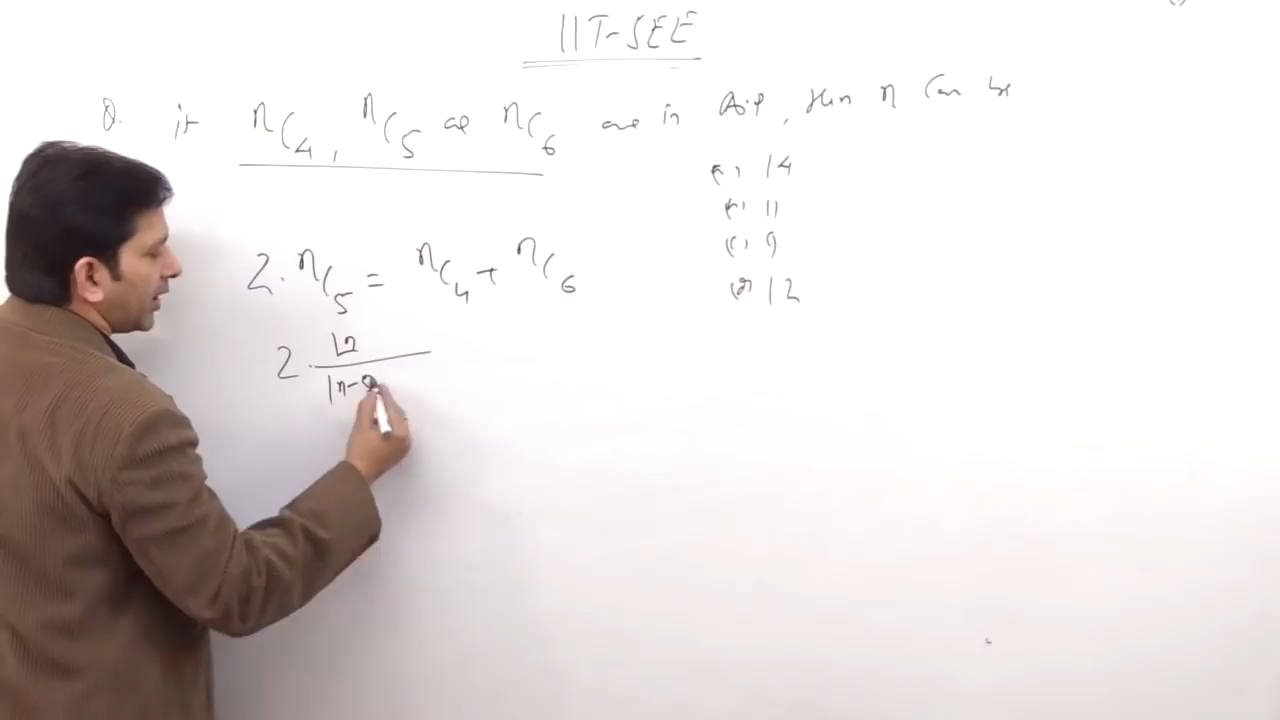 IIT-JEE
Q. if nC4, nC5 and nC6 are in A.P, then n can be
14
11
9
12
2. nC5 = nC4 + nC6
2. |n
|n-